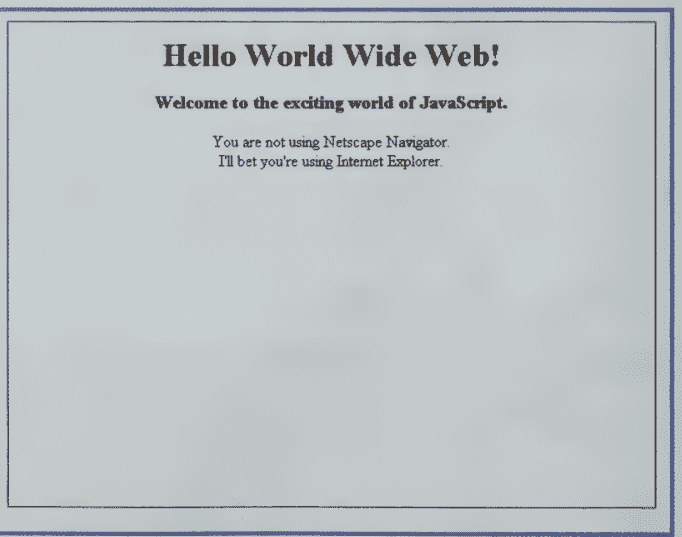 Hello World Wide Web!
Welcome to the exciting world of JavaScript.
You are not using Netscape Navigator.
I'll bet you're using Internet Explorer.